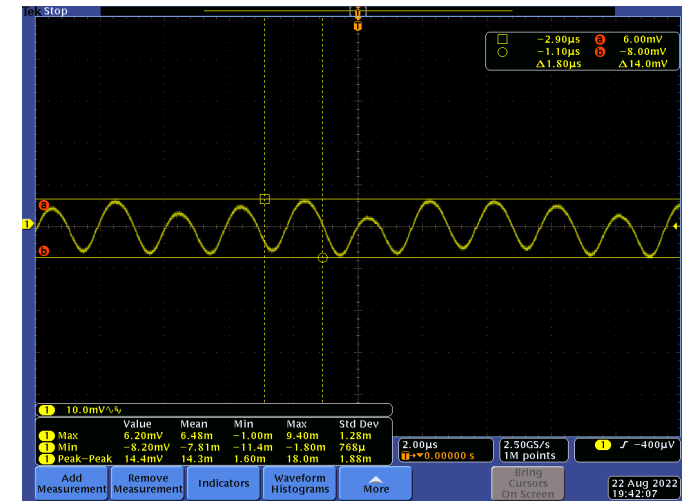 Tek Stop
T
T
−2.90µs a 6.00mV
−1.10µs b −8.00mV
Δ1.80µs Δ14.0mV
a
1
b
1 10.0mV
Value Mean Min Max Std Dev
1 Max 6.20mV 6.48m −1.00m 9.40m 1.28m
1 Min −8.20mV −7.81m −11.4m −1.80m 768µ
1 Peak−Peak 14.4mV 14.3m 1.60m 18.0m 1.88m
2.00µs
T→▼0.00000 s
2.50GS/s
1M points
1 −400µV
Add
Measurement
Remove
Measurement
Indicators
Waveform
Histograms
More
Bring
Cursors
On Screen
22 Aug 2022
19:42:07